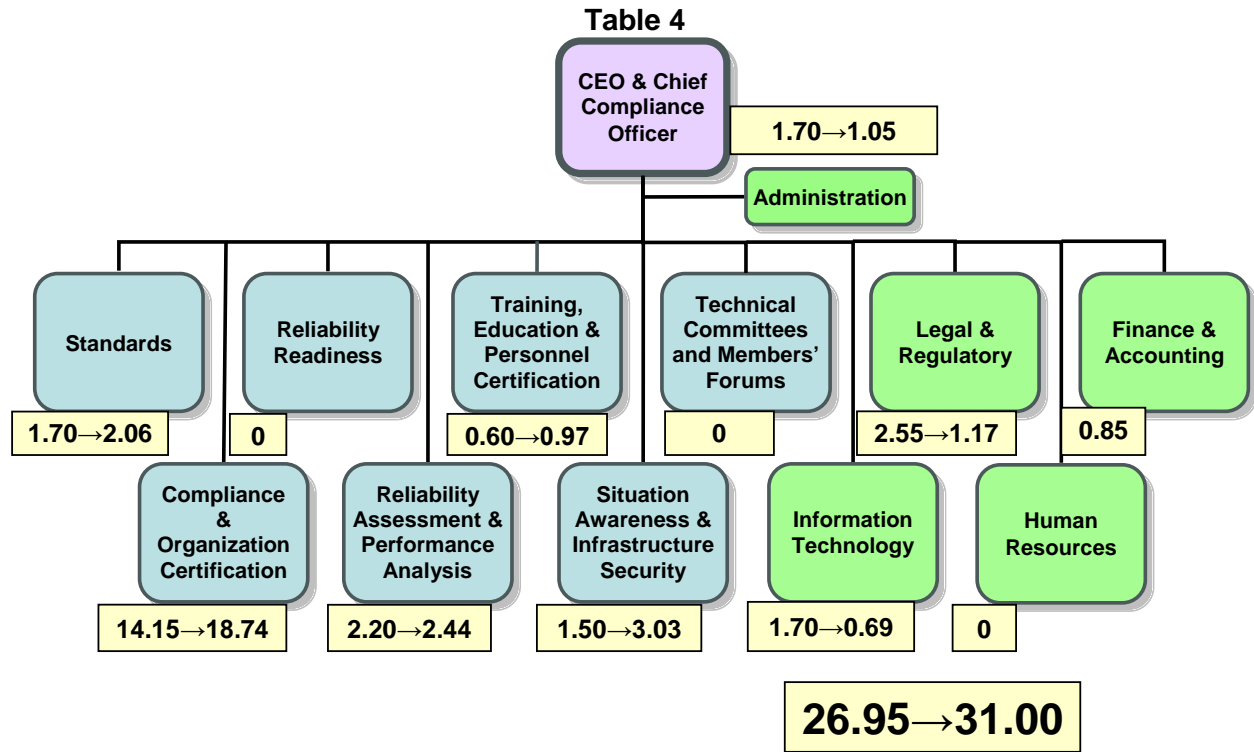 Table 4
CEO & Chief
Compliance
Officer
1.70→1.05
Administration
Standards
1.70→2.06
Reliability
Readiness
0
Training,
Education &
Personnel
Certification
0.60→0.97
Technical
Committees
and Members’
Forums
0
Legal &
Regulatory
2.55→1.17
Finance &
Accounting
0.85
Compliance
&
Organization
Certification
14.15→18.74
Reliability
Assessment &
Performance
Analysis
2.20→2.44
Situation
Awareness &
Infrastructure
Security
1.50→3.03
Information
Technology
1.70→0.69
Human
Resources
0
26.95→31.00